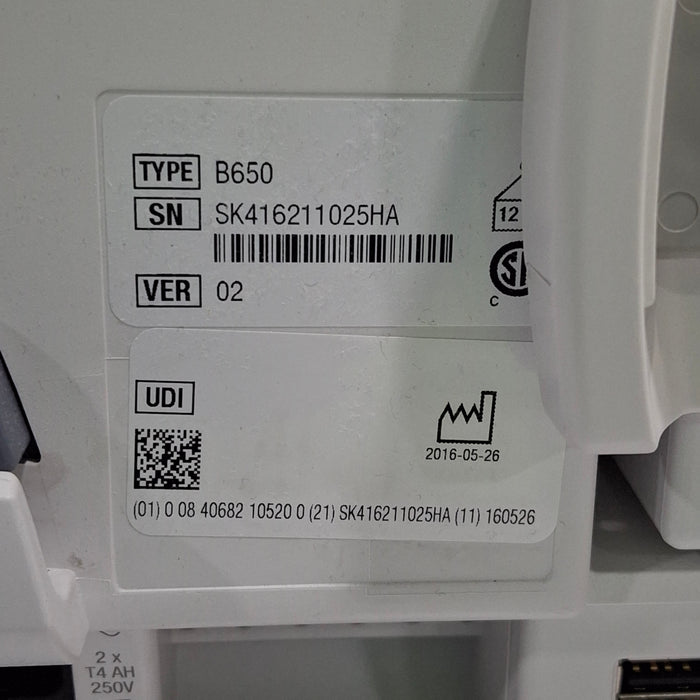 TYPE B650
SN SK416211025HA
12
C
VER 02
UDI
2016-05-26
(01) 0 08 40682 10520 0 (21) SK416211025HA (11) 160526
2 x
T4 AH
250V